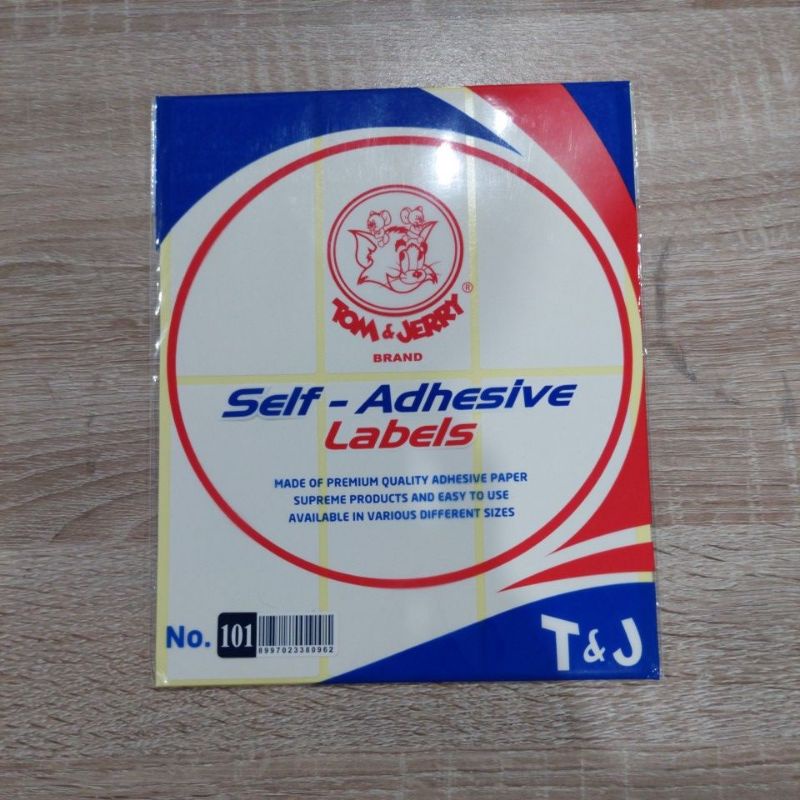 TOM & JERRY ®
BRAND
Self - Adhesive
Labels
MADE OF PREMIUM QUALITY ADHESIVE PAPER
SUPREME PRODUCTS AND EASY TO USE
AVAILABLE IN VARIOUS DIFFERENT SIZES
No. 101
8997023380962
T & J